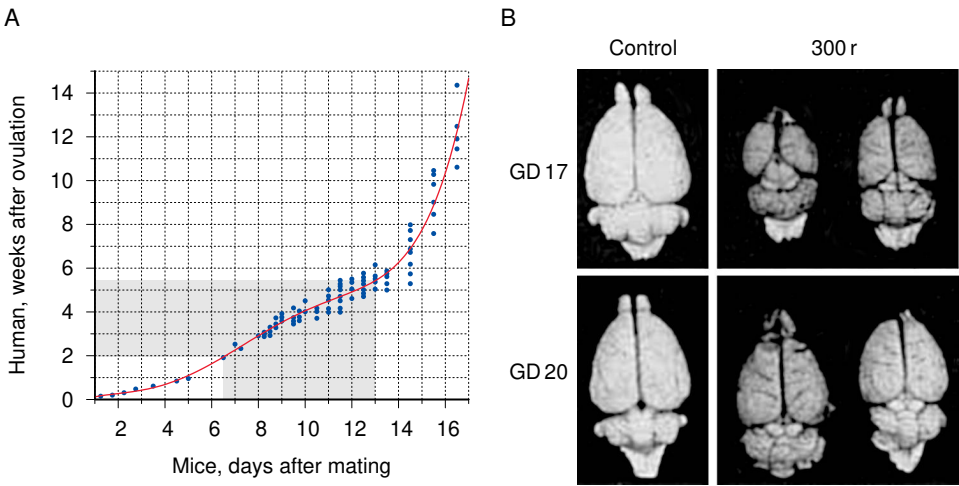 A
B
Control
300 r
Human, weeks after ovulation
14
12
10
8
6
4
2
0
2
4
6
8
10
12
14
16
Mice, days after mating
GD 17
GD 20